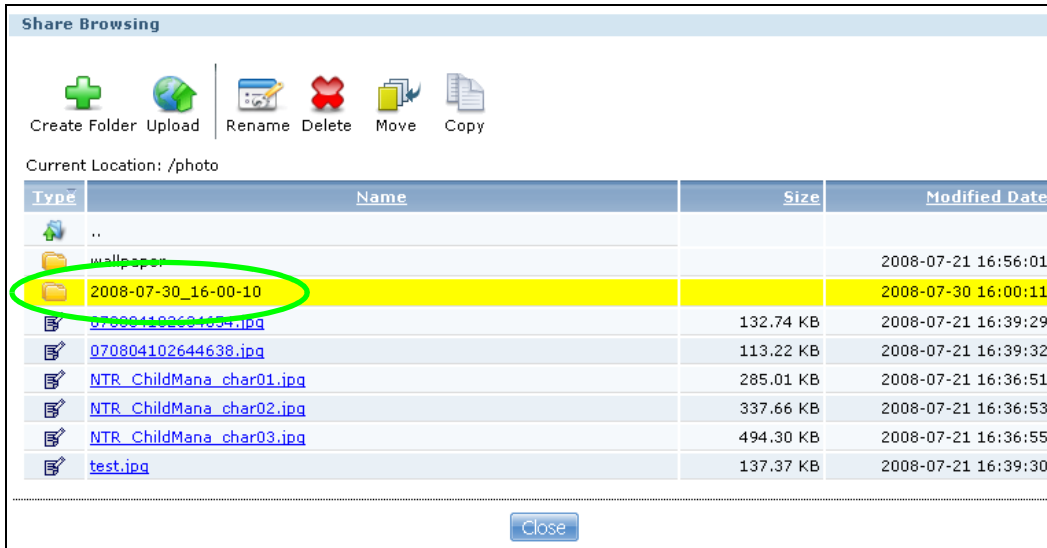 Share Browsing
Create Folder Upload Rename Delete Move Copy
Current Location: /photo
Type Name Size Modified Date
..
wallpaper 2008-07-21 16:56:01
2008-07-30_16-00-10 2008-07-30 16:00:11
070804102634654.jpg 132.74 KB 2008-07-21 16:39:29
070804102644638.jpg 113.22 KB 2008-07-21 16:39:32
NTR_ChildMana_char01.jpg 285.01 KB 2008-07-21 16:36:51
NTR_ChildMana_char02.jpg 337.66 KB 2008-07-21 16:36:53
NTR_ChildMana_char03.jpg 494.30 KB 2008-07-21 16:36:55
test.jpg 137.37 KB 2008-07-21 16:39:30
Close